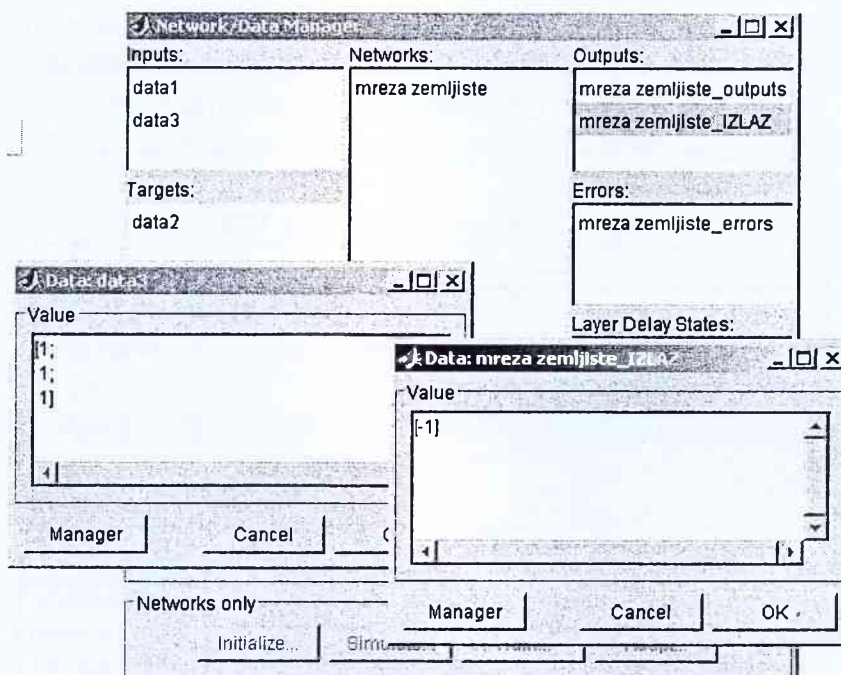 Network/Data Manager
Inputs:
Networks:
Outputs:
data1
mreza zemljiste
mreza zemljiste_outputs
data3
mreza zemljiste_IZLAZ
Targets:
Errors:
data2
mreza zemljiste_errors
Layer Delay States:
Data: data3
Value
[1;
1;
1]
Manager
Cancel
Data: mreza zemljiste_IZLAZ
Value
[-1]
Manager
Cancel
OK
Networks only
Initialize...